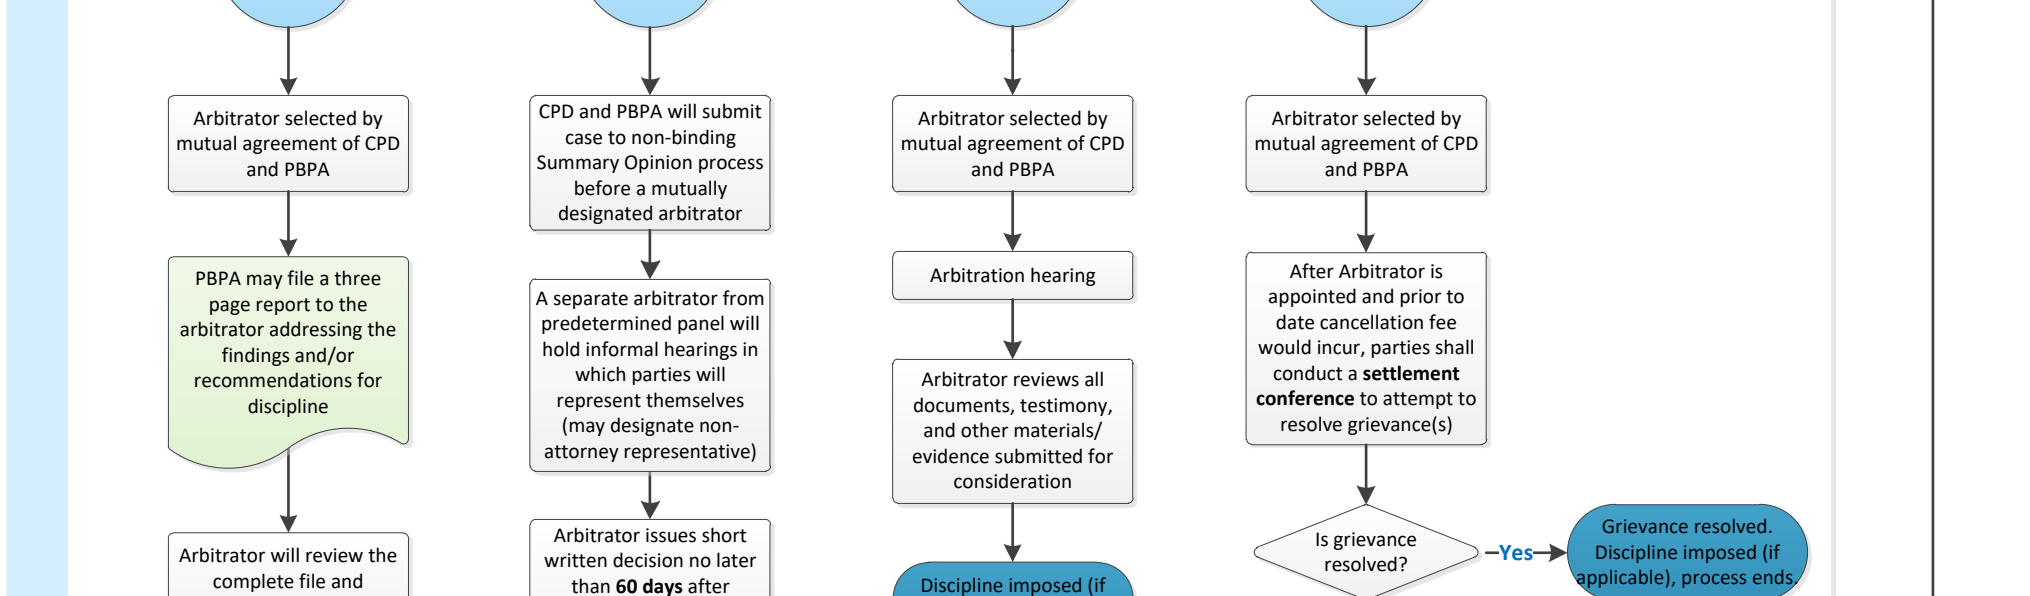 Arbitrator selected by
mutual agreement of CPD
and PBPA
PBPA may file a three
page report to the
arbitrator addressing the
findings and/or
recommendations for
discipline
Arbitrator will review the
complete file and
CPD and PBPA will submit
case to non-binding
Summary Opinion process
before a mutually
designated arbitrator
A separate arbitrator from
predetermined panel will
hold informal hearings in
which parties will
represent themselves
(may designate non-
attorney representative)
Arbitrator issues short
written decision no later
than 60 days after
Arbitrator selected by
mutual agreement of CPD
and PBPA
Arbitration hearing
Arbitrator reviews all
documents, testimony,
and other materials/
evidence submitted for
consideration
Discipline imposed (if
Arbitrator selected by
mutual agreement of CPD
and PBPA
After Arbitrator is
appointed and prior to
date cancellation fee
would incur, parties shall
conduct a settlement
conference to attempt to
resolve grievance(s)
Is grievance
resolved?
Yes
Grievance resolved.
Discipline imposed (if
applicable), process ends.